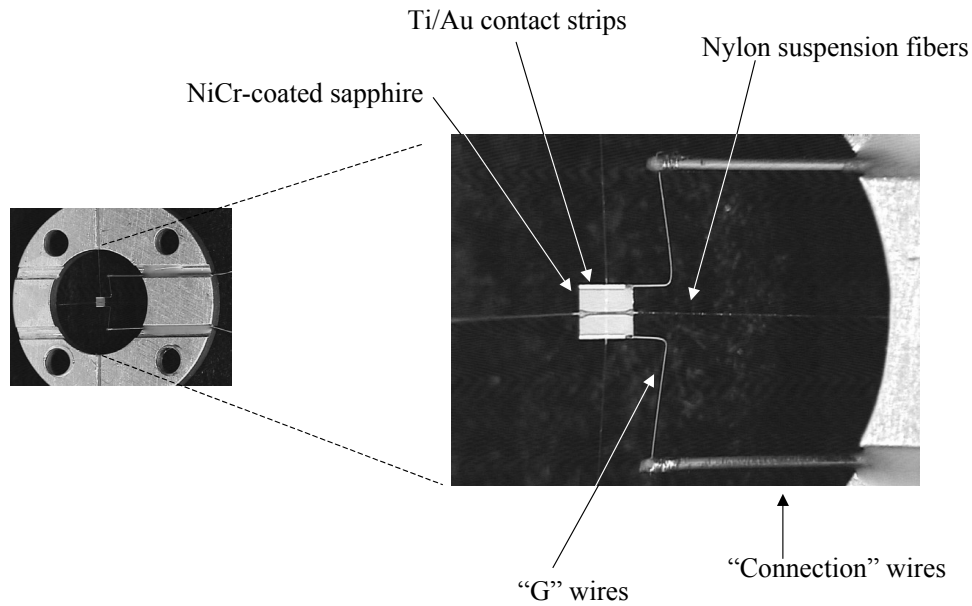 Ti/Au contact strips
Nylon suspension fibers
NiCr-coated sapphire
“Connection” wires
“G” wires